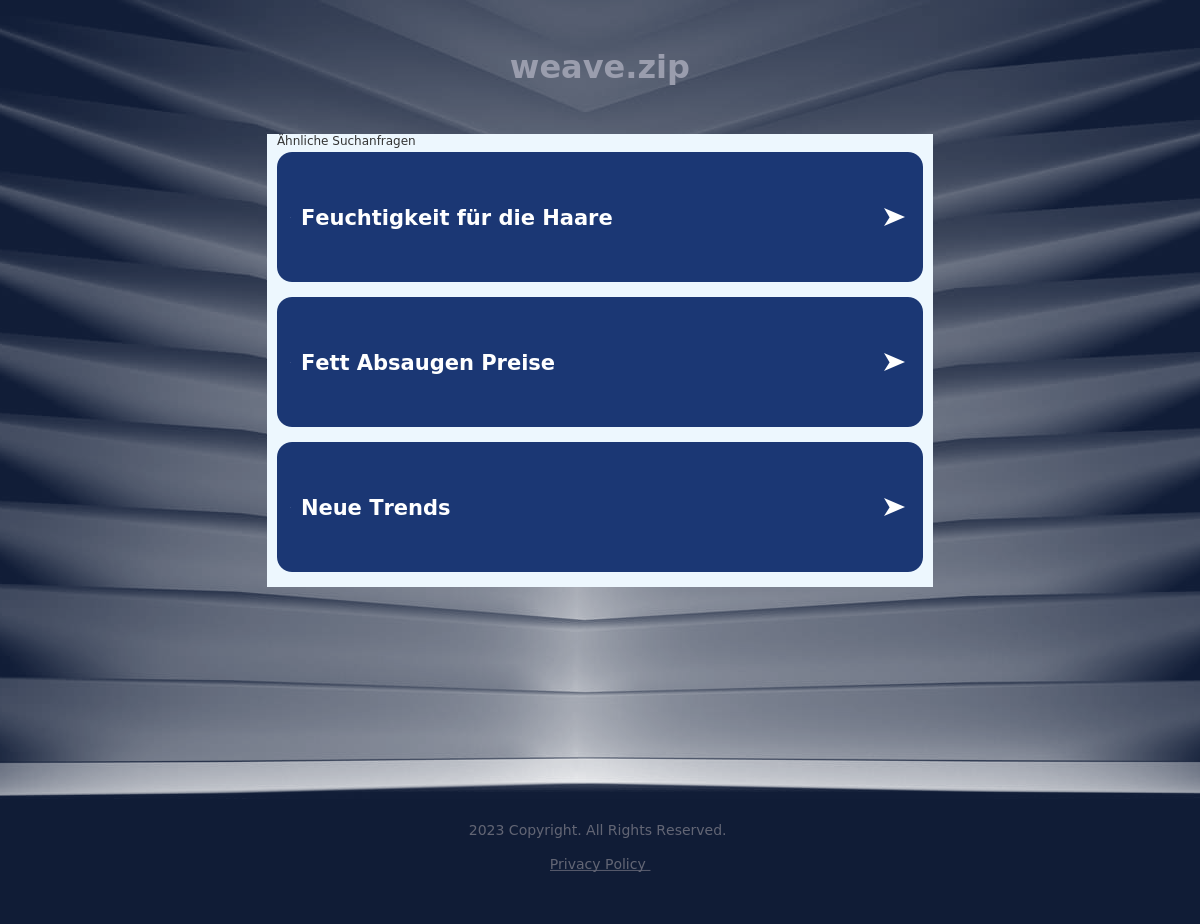 weave.zip
Ähnliche Suchanfragen
Feuchtigkeit für die Haare
Fett Absaugen Preise
Neue Trends
2023 Copyright. All Rights Reserved.
Privacy Policy